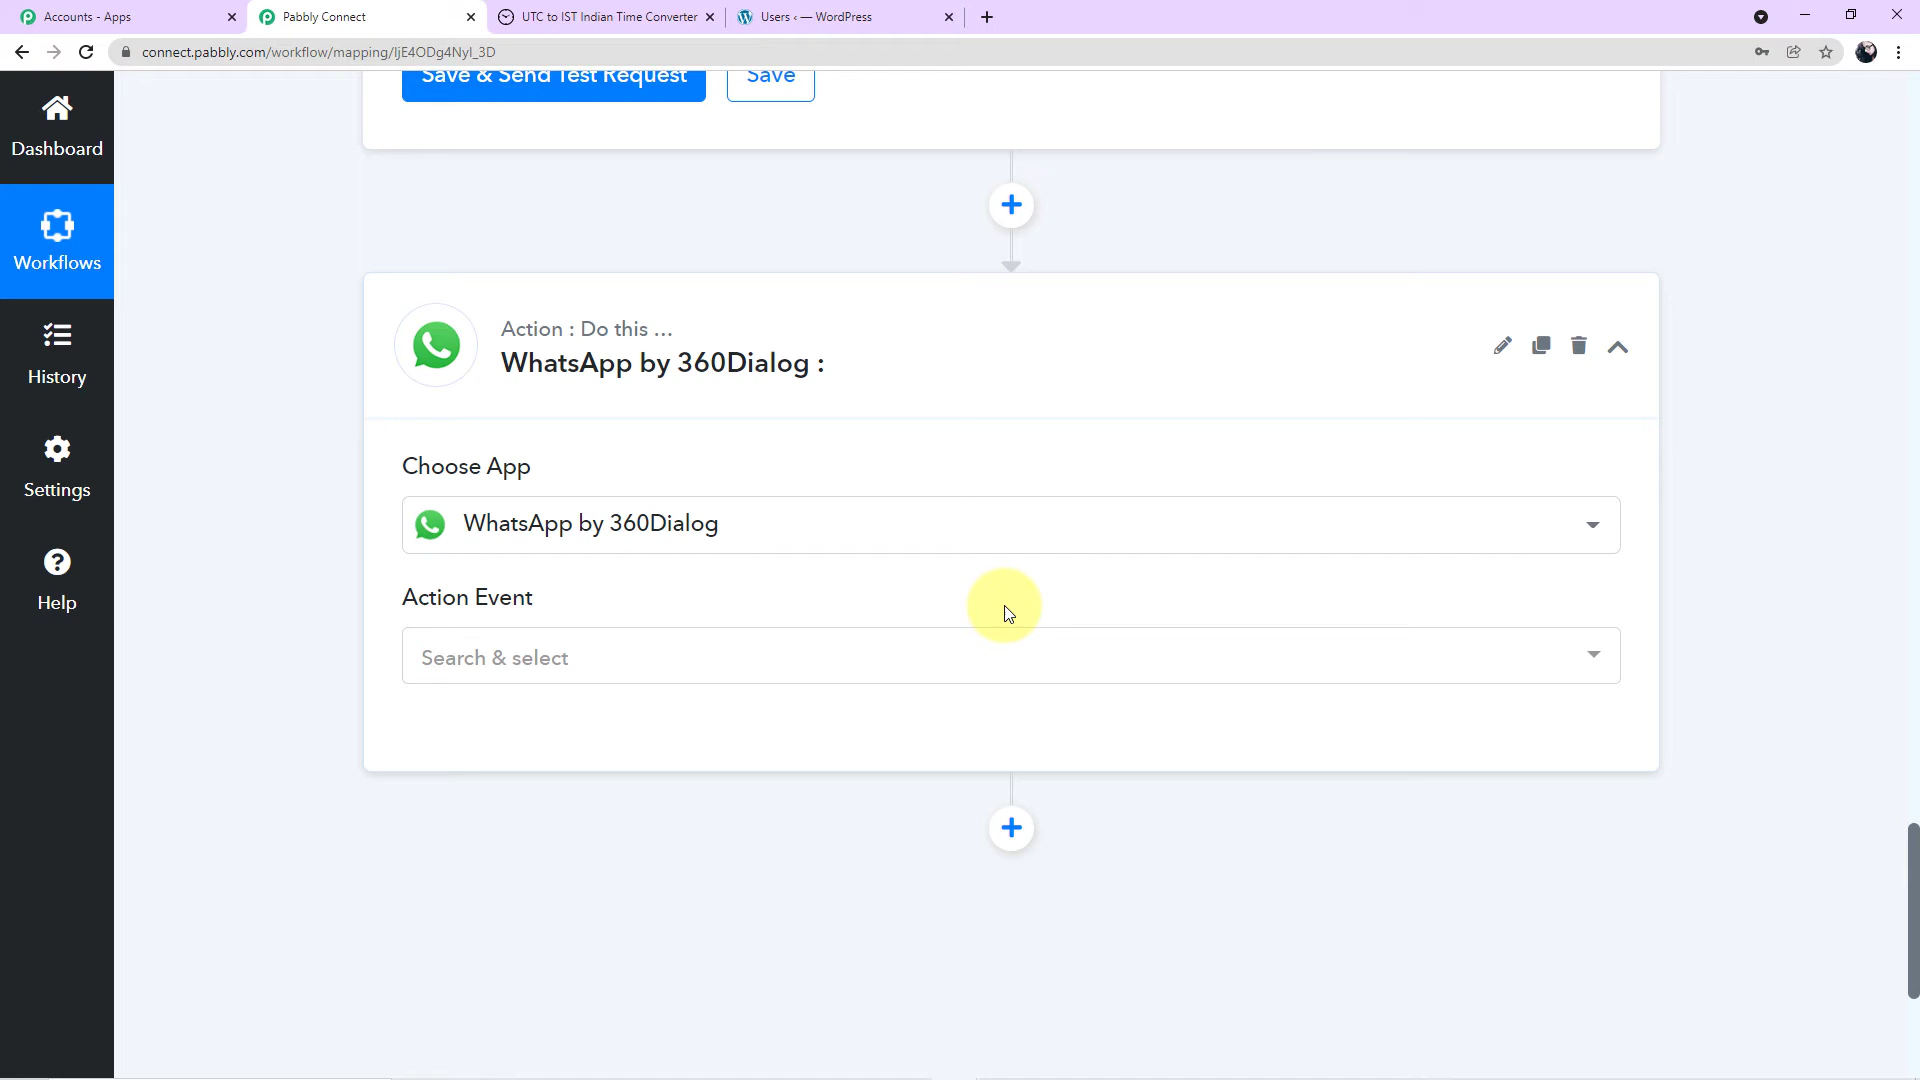 Accounts - Apps
Pabbly Connect
UTC to IST Indian Time Converter
Users ‹ — WordPress
connect.pabbly.com/workflow/mapping/IjE4ODg4NyI_3D
Save & Send Test Request
Save
Dashboard
Workflows
History
Settings
Help
Action : Do this ...
WhatsApp by 360Dialog :
Choose App
WhatsApp by 360Dialog
Action Event
Search & select